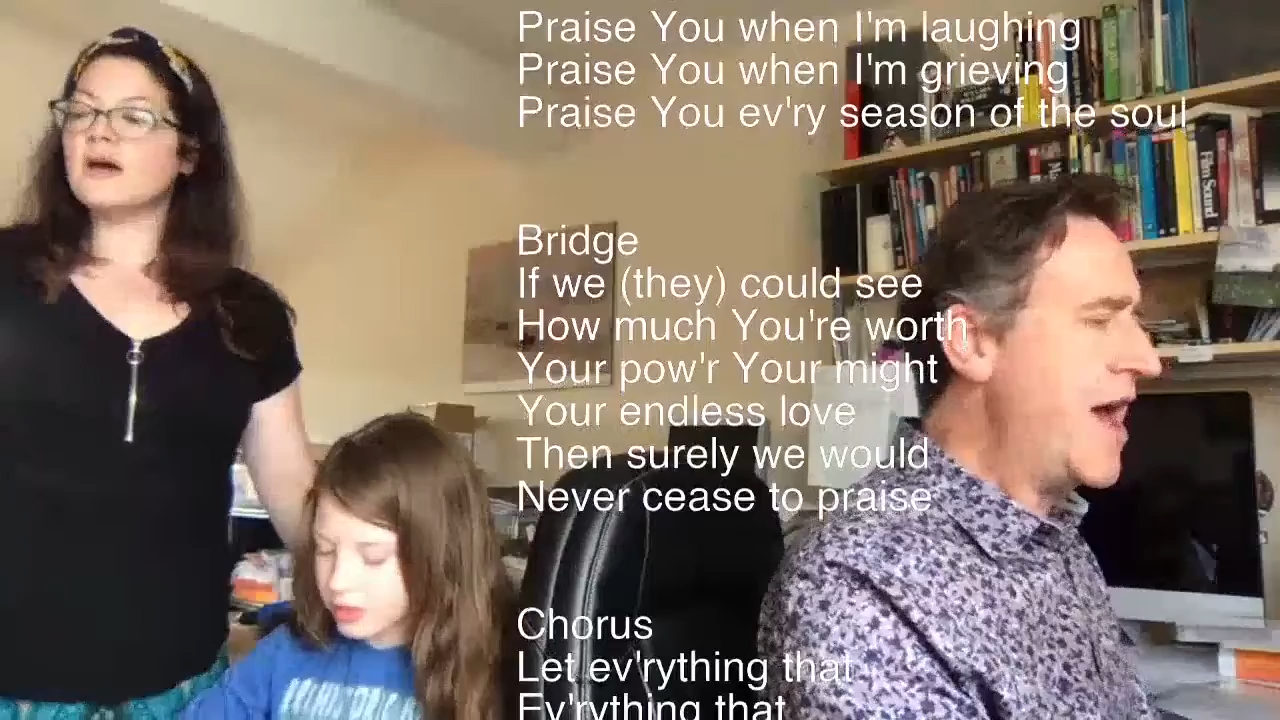 Praise You when I'm laughing
Praise You when I'm grieving
Praise You ev'ry season of the soul
Bridge
If we (they) could see
How much You're worth
Your pow'r Your might
Your endless love
Then surely we would
Never cease to praise
Chorus
Let ev'rything that
Ev'rything that
Film Sound